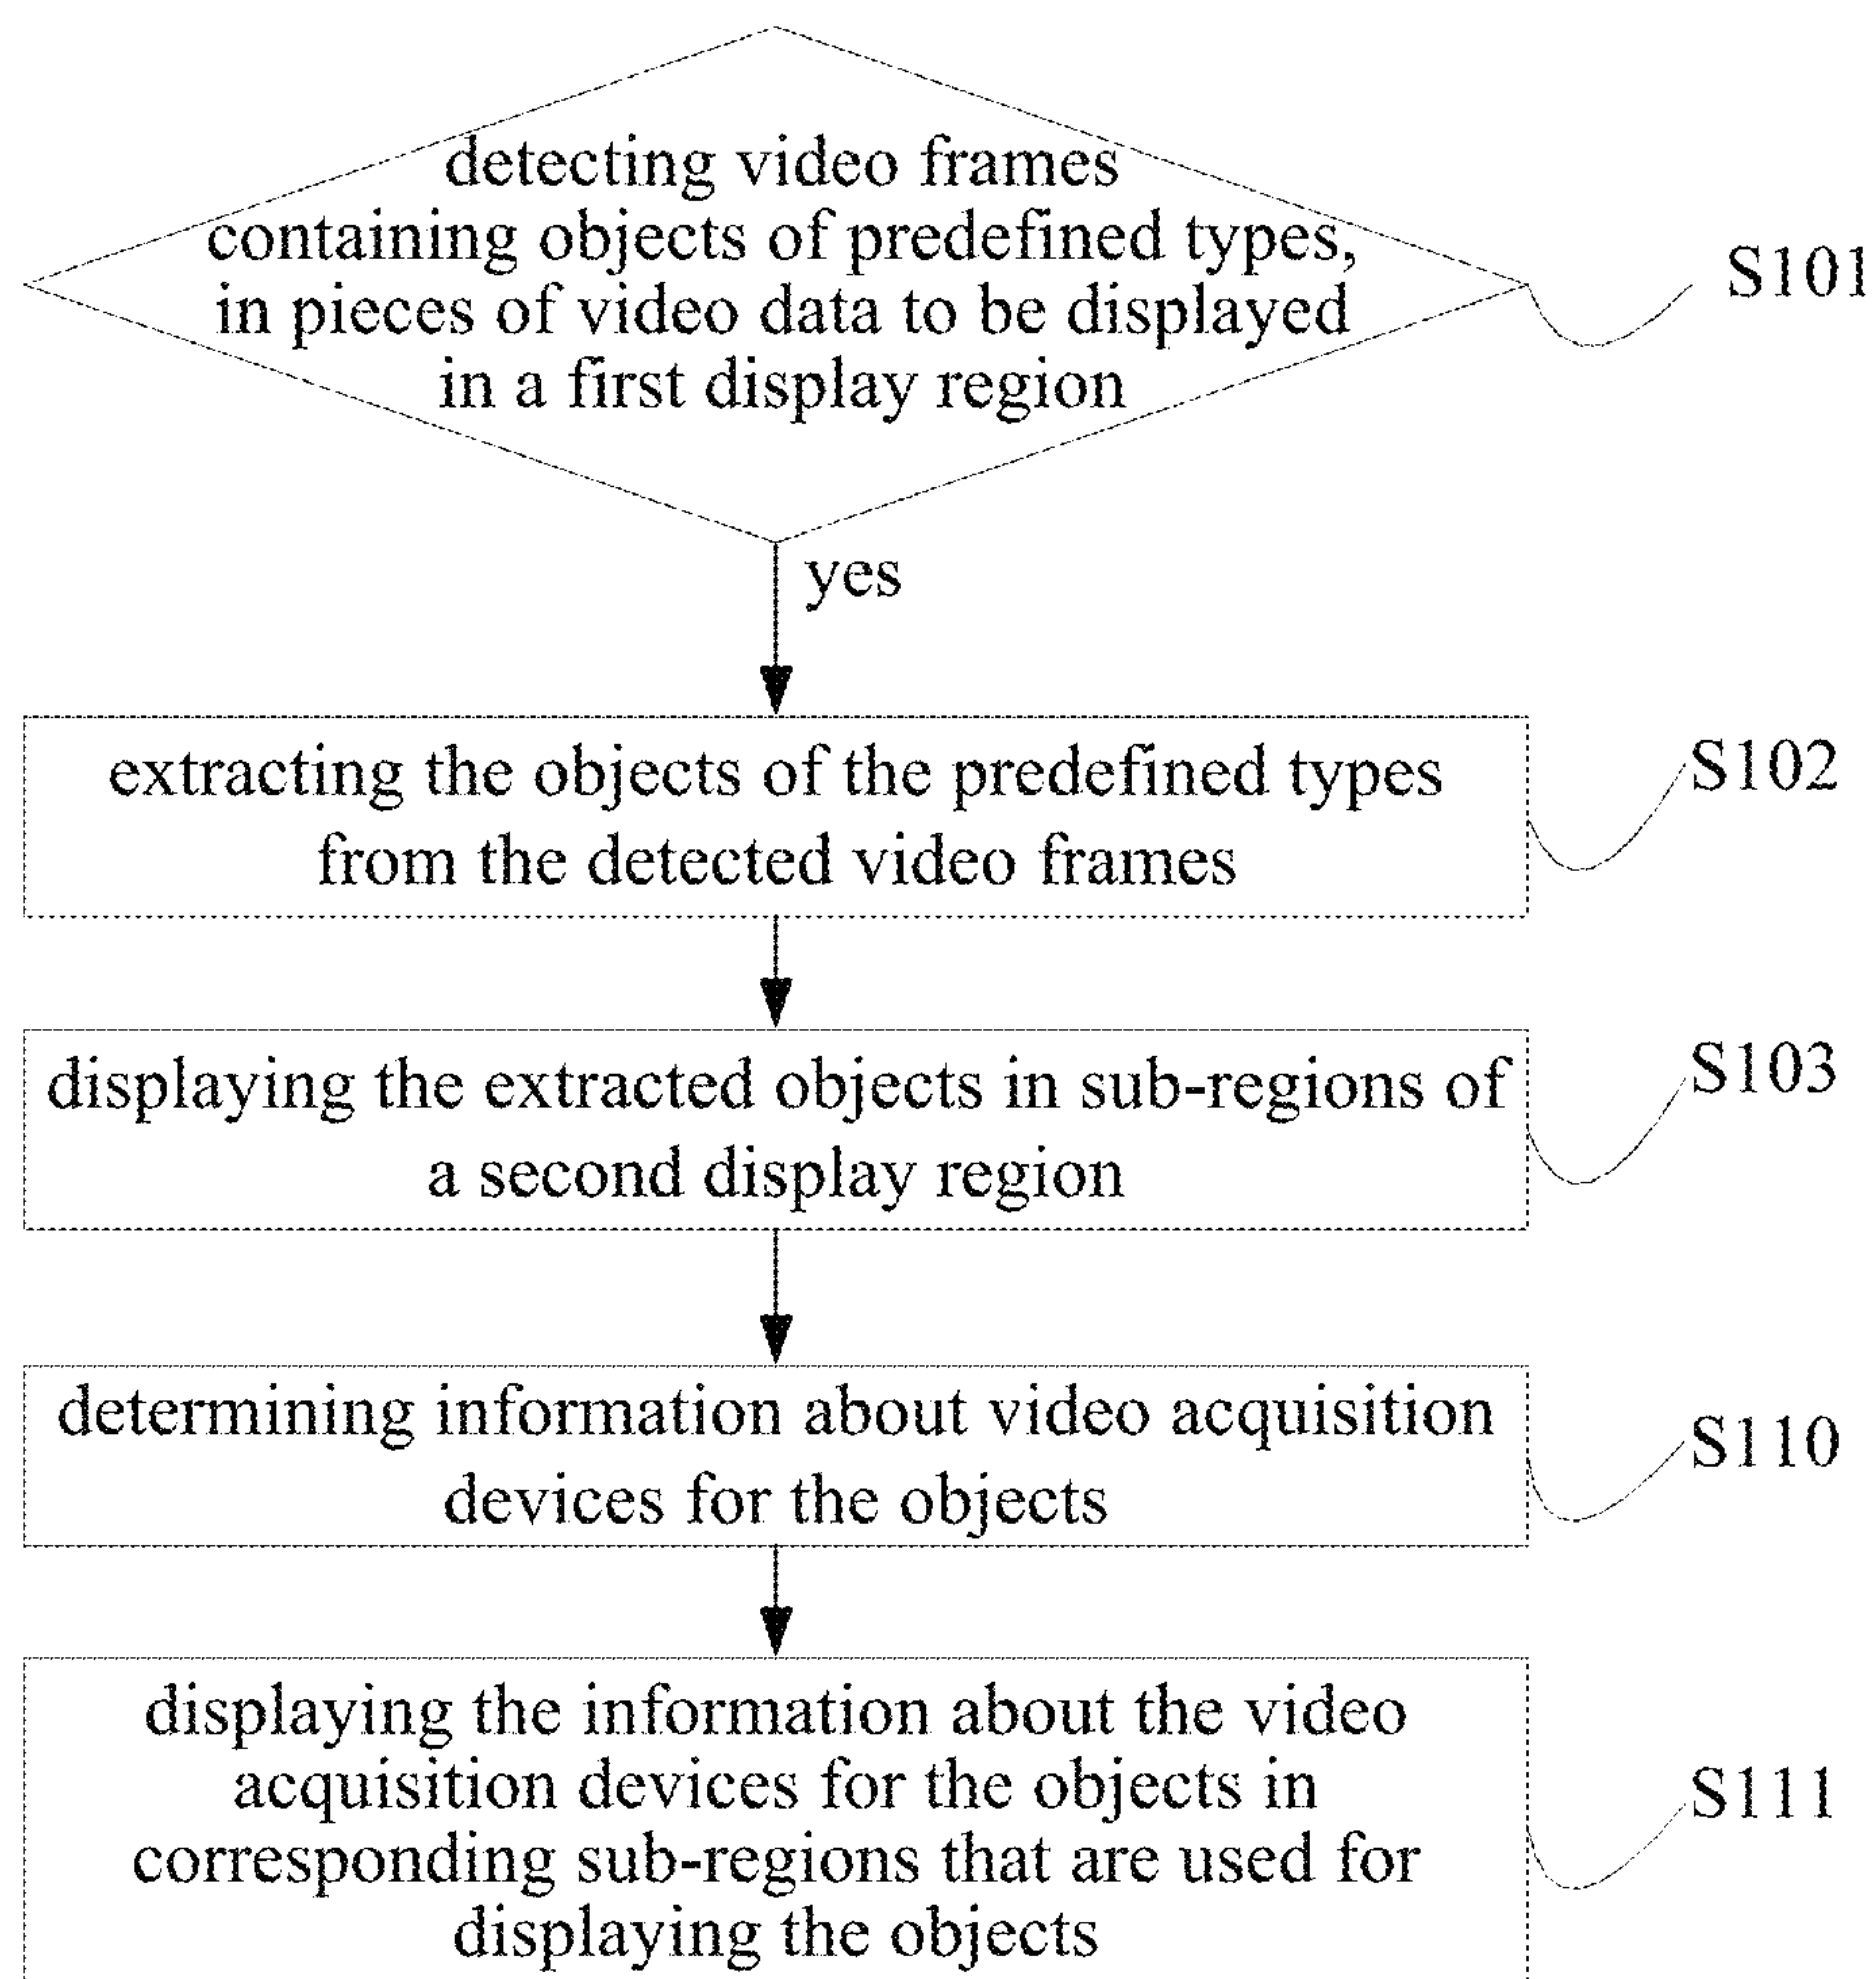 detecting video frames
containing objects of predefined types,
in pieces of video data to be displayed
in a first display region
S101
yes
extracting the objects of the predefined types
from the detected video frames
S102
displaying the extracted objects in sub-regions of
a second display region
S103
determining information about video acquisition
devices for the objects
S110
displaying the information about the video
acquisition devices for the objects in
corresponding sub-regions that are used for
displaying the objects
S111